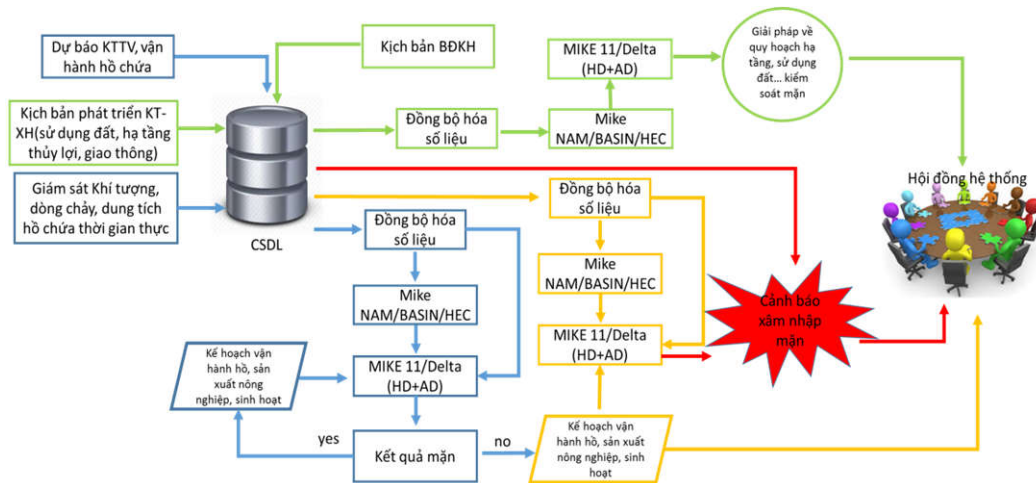 Dự báo KTTV, vận
hành hồ chứa
Kịch bản BĐKH
MIKE 11/Delta
(HD+AD)
Giải pháp về
quy hoạch hạ
tầng, sử dụng
đất... kiểm
soát mặn
Kịch bản phát triển KT-
XH(sử dụng đất, hạ tầng
thủy lợi, giao thông)
Đồng bộ hóa
số liệu
Mike
NAM/BASIN/HEC
Giám sát Khí tượng,
dòng chảy, dung tích
hồ chứa thời gian thực
CSDL
Hội đồng hệ thống
Đồng bộ hóa
số liệu
Đồng bộ hóa
số liệu
Mike
NAM/BASIN/HEC
Mike
NAM/BASIN/HEC
Cảnh báo
xâm nhập
mặn
MIKE 11/Delta
(HD+AD)
Kế hoạch vận
hành hồ, sản
xuất nông
nghiệp, sinh hoạt
MIKE 11/Delta
(HD+AD)
yes
Kết quả mặn
no
Kế hoạch vận
hành hồ, sản xuất
nông nghiệp, sinh
hoạt